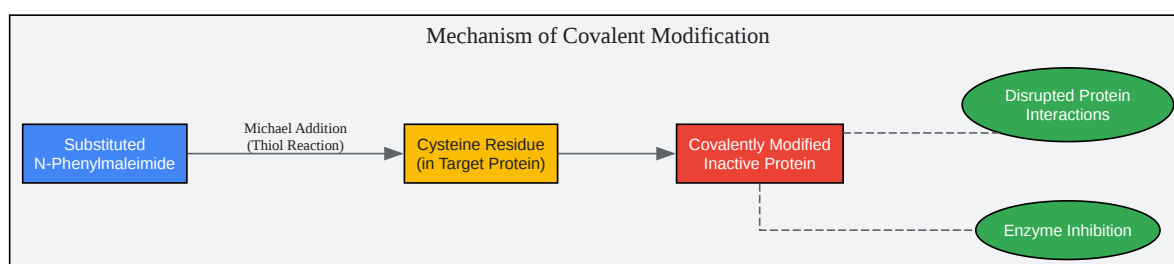 Mechanism of Covalent Modification
Substituted
N-Phenylmaleimide
Michael Addition
(Thiol Reaction)
Cysteine Residue
(in Target Protein)
Covalently Modified
Inactive Protein
Disrupted Protein
Interactions
Enzyme Inhibition